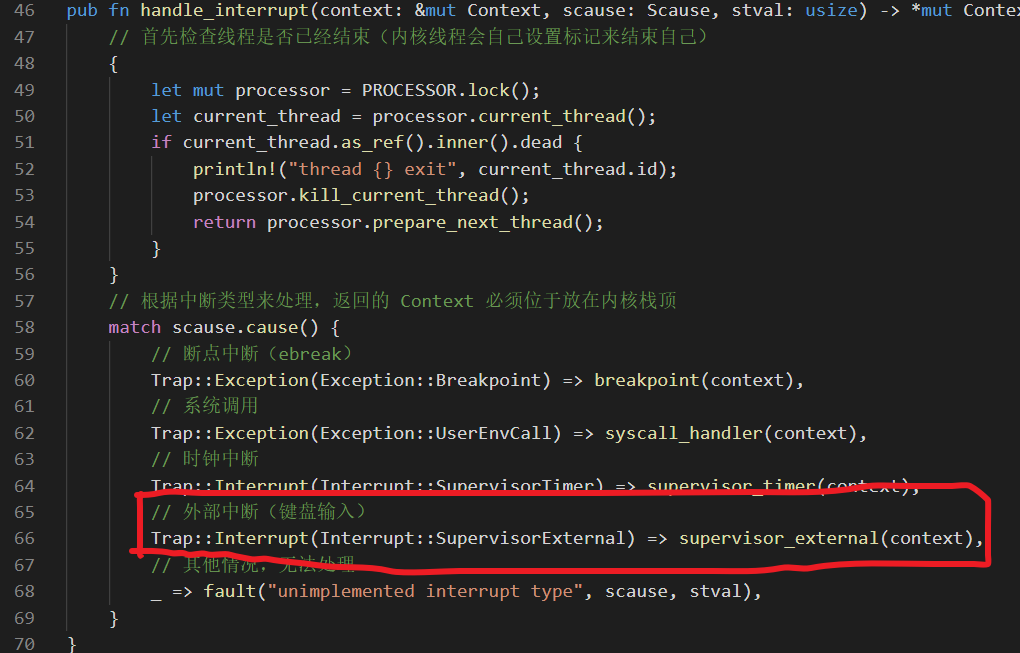 46 pub fn handle_interrupt(context: &mut Context, scause: Scause, stval: usize) -> *mut Contex
47 // 首先检查线程是否已经结束（内核线程会自己设置标记来结束自己）
48 {
49 let mut processor = PROCESSOR.lock();
50 let current_thread = processor.current_thread();
51 if current_thread.as_ref().inner().dead {
52 println!("thread {} exit", current_thread.id);
53 processor.kill_current_thread();
54 return processor.prepare_next_thread();
55 }
56 }
57 // 根据中断类型来处理，返回的 Context 必须位于放在内核栈顶
58 match scause.cause() {
59 // 断点中断（ebreak）
60 Trap::Exception(Exception::Breakpoint) => breakpoint(context),
61 // 系统调用
62 Trap::Exception(Exception::UserEnvCall) => syscall_handler(context),
63 // 时钟中断
64 Trap::Interrupt(Interrupt::SupervisorTimer) => supervisor_timer(context),
65 // 外部中断（键盘输入）
66 Trap::Interrupt(Interrupt::SupervisorExternal) => supervisor_external(context),
67 // 其他情况，无法处理
68 _ => fault("unimplemented interrupt type", scause, stval),
69 }
70 }